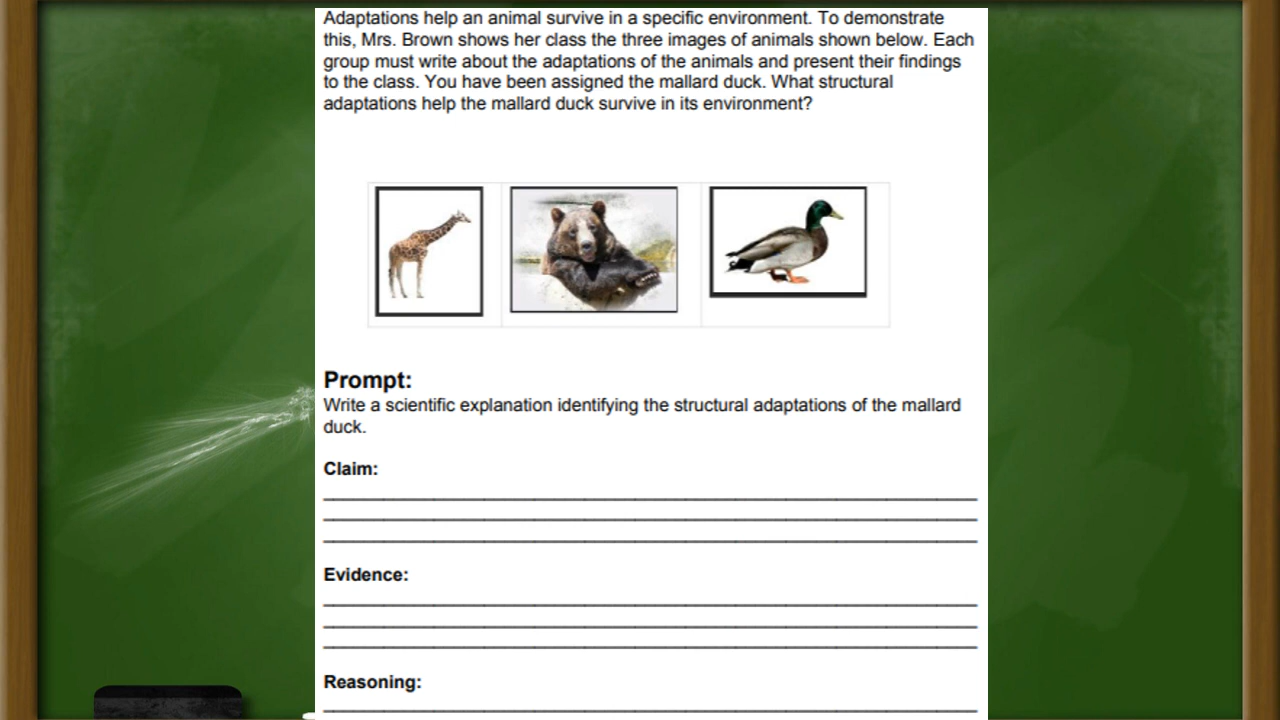 Adaptations help an animal survive in a specific environment. To demonstrate
this, Mrs. Brown shows her class the three images of animals shown below. Each
group must write about the adaptations of the animals and present their findings
to the class. You have been assigned the mallard duck. What structural
adaptations help the mallard duck survive in its environment?
Prompt:
Write a scientific explanation identifying the structural adaptations of the mallard
duck.
Claim:
Evidence:
Reasoning: